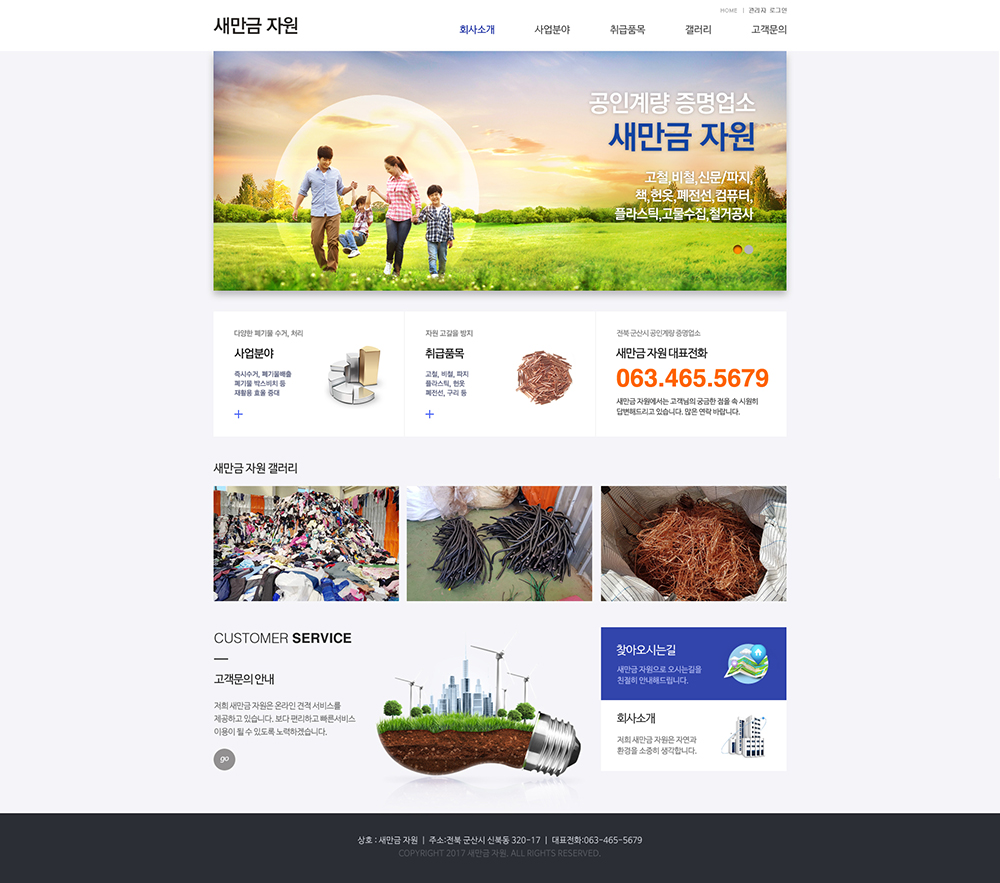 HOME | 관리자 로그인
새만금 자원
회사소개 사업분야 취급품목 갤러리 고객문의
공인계량 증명업소
새만금 자원
고철,비철,신문/파지,
책,헌옷,폐전선,컴퓨터,
플라스틱,고물수집,철거공사
다양한 폐기물 수거, 처리
사업분야
즉시수거, 폐기물배출
폐기물 박스비치 등
재활용 효율 증대
+
자원 고갈을 방지
취급품목
고철, 비철, 파지
플라스틱, 헌옷
폐전선, 구리 등
+
전북 군산시 공인계량 증명업소
새만금 자원 대표전화
063.465.5679
새만금 자원에서는 고객님의 궁금한 점을 속 시원히
답변해드리고 있습니다. 많은 연락 바랍니다.
새만금 자원 갤러리
CUSTOMER SERVICE
고객문의 안내
저희 새만금 자원은 온라인 견적 서비스를
제공하고 있습니다. 보다 편리하고 빠른서비스
이용이 될 수 있도록 노력하겠습니다.
go
찾아오시는길
새만금 자원으로 오시는길을
친절히 안내해드립니다.
회사소개
저희 새만금 자원은 자연과
환경을 소중히 생각합니다.
상호 : 새만금 자원 | 주소:전북 군산시 신북동 320-17 | 대표전화:063-465-5679
COPYRIGHT 2017 새만금 자원. ALL RIGHTS RESERVED.